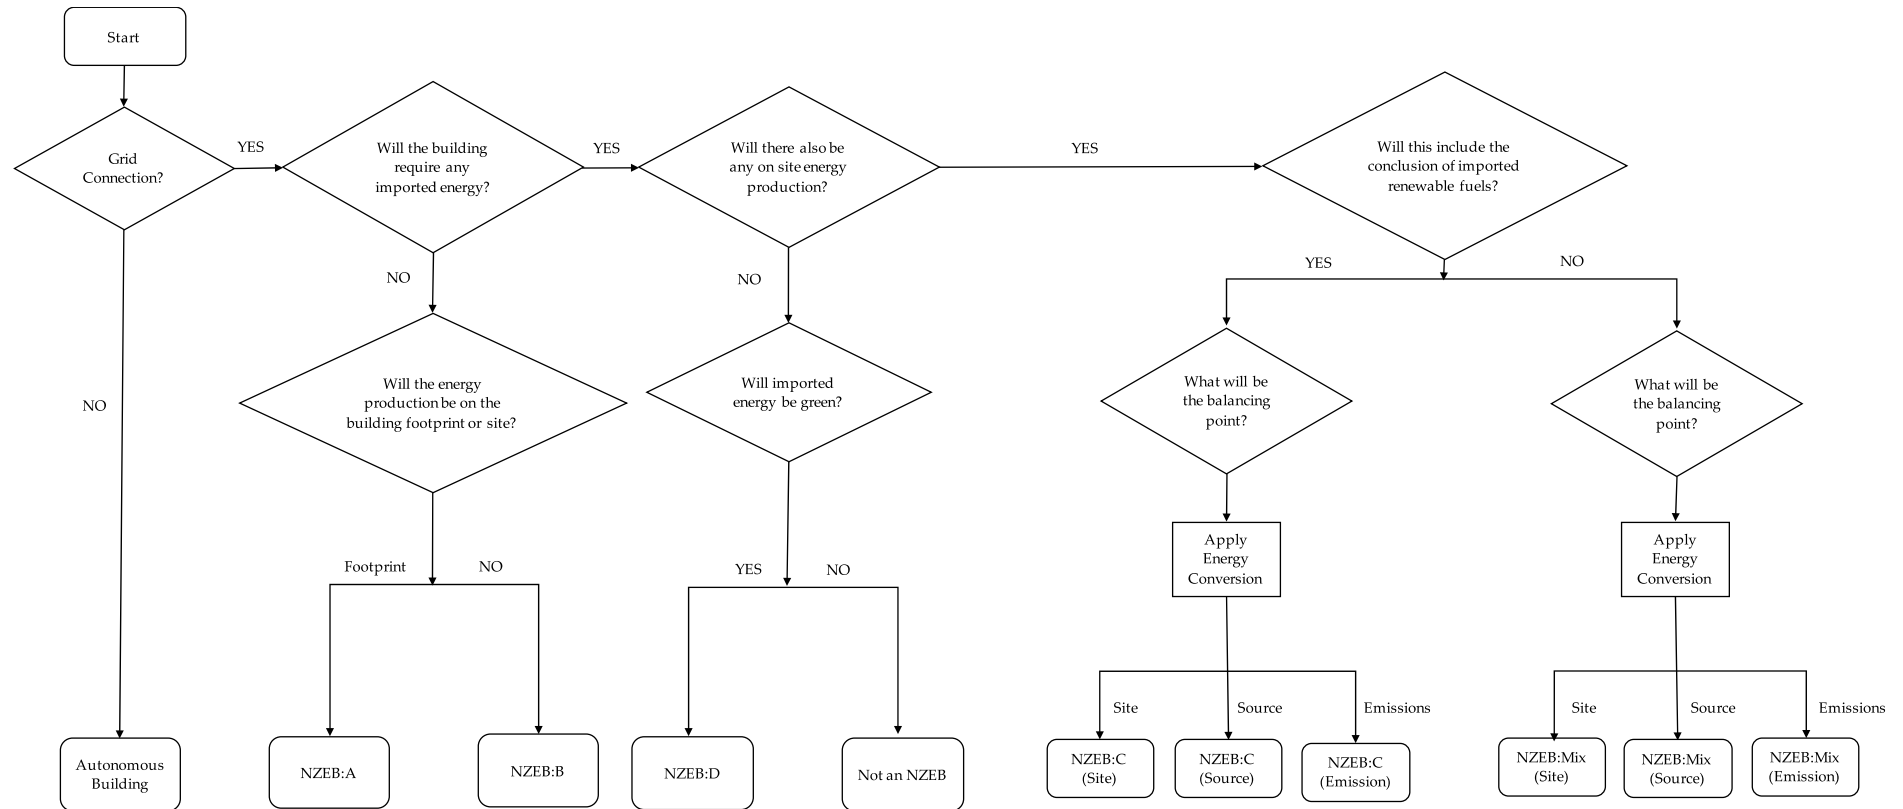 Start
Grid
Connection?
YES
Will the building
require any
imported energy?
YES
Will there also be
any on site energy
production?
YES
Will this include the
conclusion of imported
renewable fuels?
NO
NO
NO
YES
NO
Will the energy
production be on the
building footprint or site?
Will imported
energy be green?
What will be
the balancing
point?
What will be
the balancing
point?
Apply
Energy
Conversion
Apply
Energy
Conversion
Footprint
NO
YES
NO
Site
Source
Emissions
Site
Source
Emissions
Autonomous
Building
NZEB:A
NZEB:B
NZEB:D
Not an NZEB
NZEB:C
(Site)
NZEB:C
(Source)
NZEB:C
(Emission)
NZEB:Mix
(Site)
NZEB:Mix
(Source)
NZEB:Mix
(Emission)